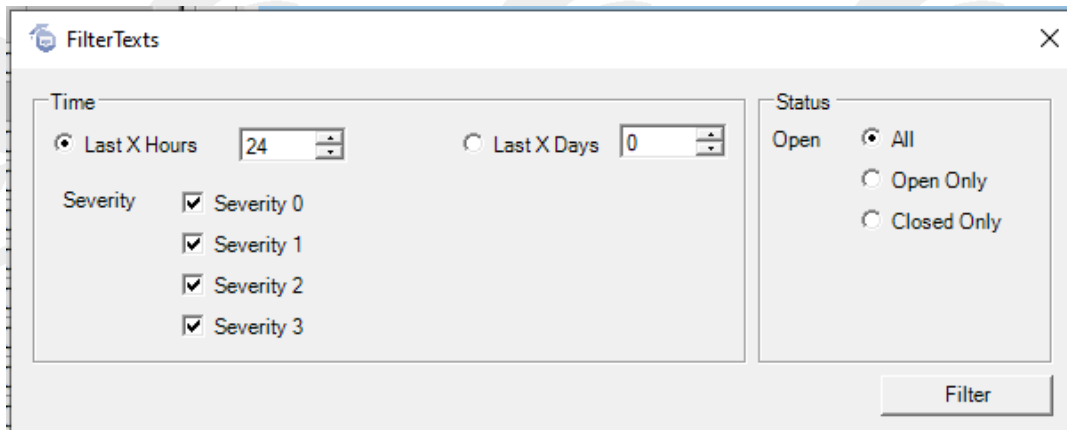 FilterTexts
Time
Last X Hours 24 Last X Days 0
Severity Severity 0
Severity 1
Severity 2
Severity 3
Status
Open All
Open Only
Closed Only
Filter